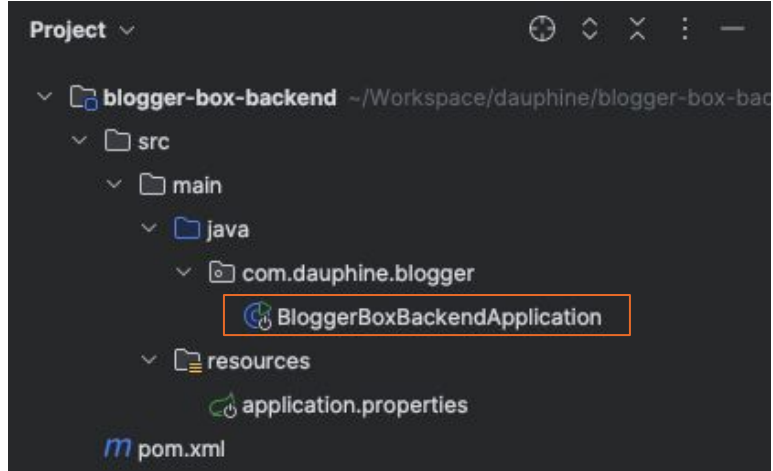 Project
blogger-box-backend ~/Workspace/dauphine/blogger-box-bac
src
main
java
com.dauphine.blogger
BloggerBoxBackendApplication
resources
application.properties
m pom.xml